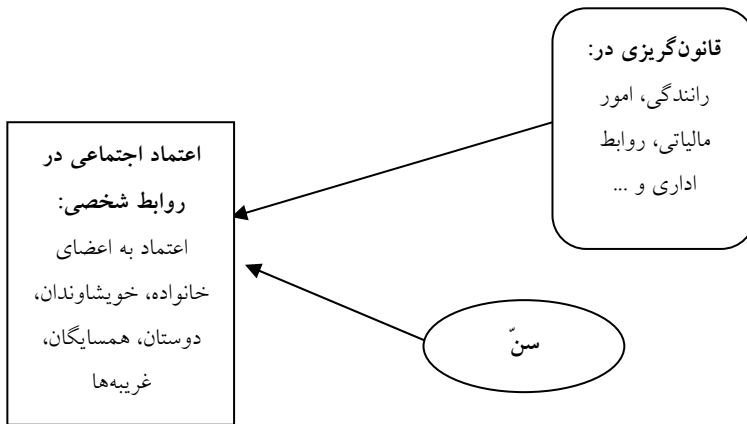 قانون‌گریزی در:
رانندگی، امور
مالیاتی، روابط
اداری و ...
اعتماد اجتماعی در
روابط شخصی:
اعتماد به اعضای
خانواده، خویشاوندان،
دوستان، همسایگان،
غریبه‌ها
سنّ